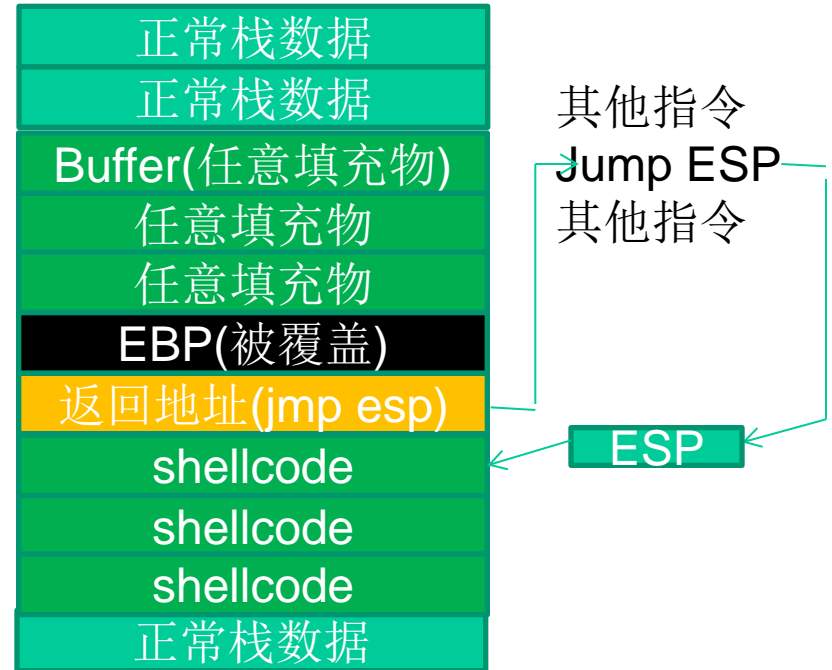 正常栈数据
正常栈数据
Buffer(任意填充物)
任意填充物
任意填充物
EBP(被覆盖)
返回地址(jmp esp)
shellcode
shellcode
shellcode
正常栈数据
其他指令
Jump ESP
其他指令
ESP